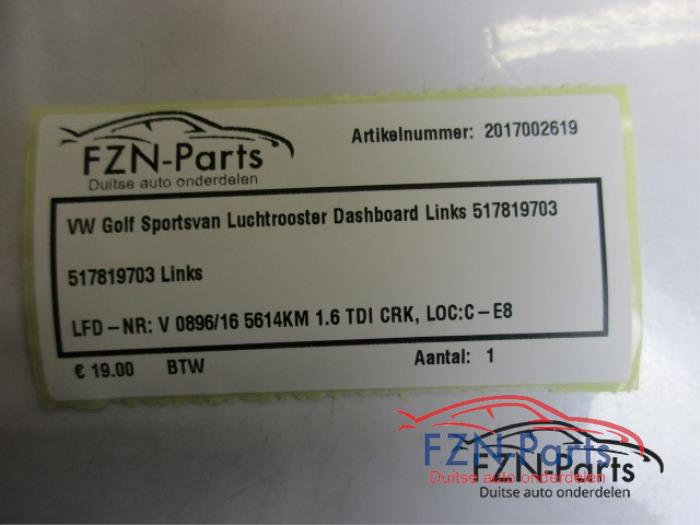 FZN-Parts
Duitse auto onderdelen
Artikelnummer: 2017002619
VW Golf Sportsvan Luchtrooster Dashboard Links 517819703
517819703 Links
LFD-NR: V 0896/16 5614KM 1.6 TDI CRK, LOC:C-E8
€ 19.00 BTW Aantal: 1
FZN-Parts
Duitse auto onderdelen
FZN-Parts
Duitse auto onderdelen